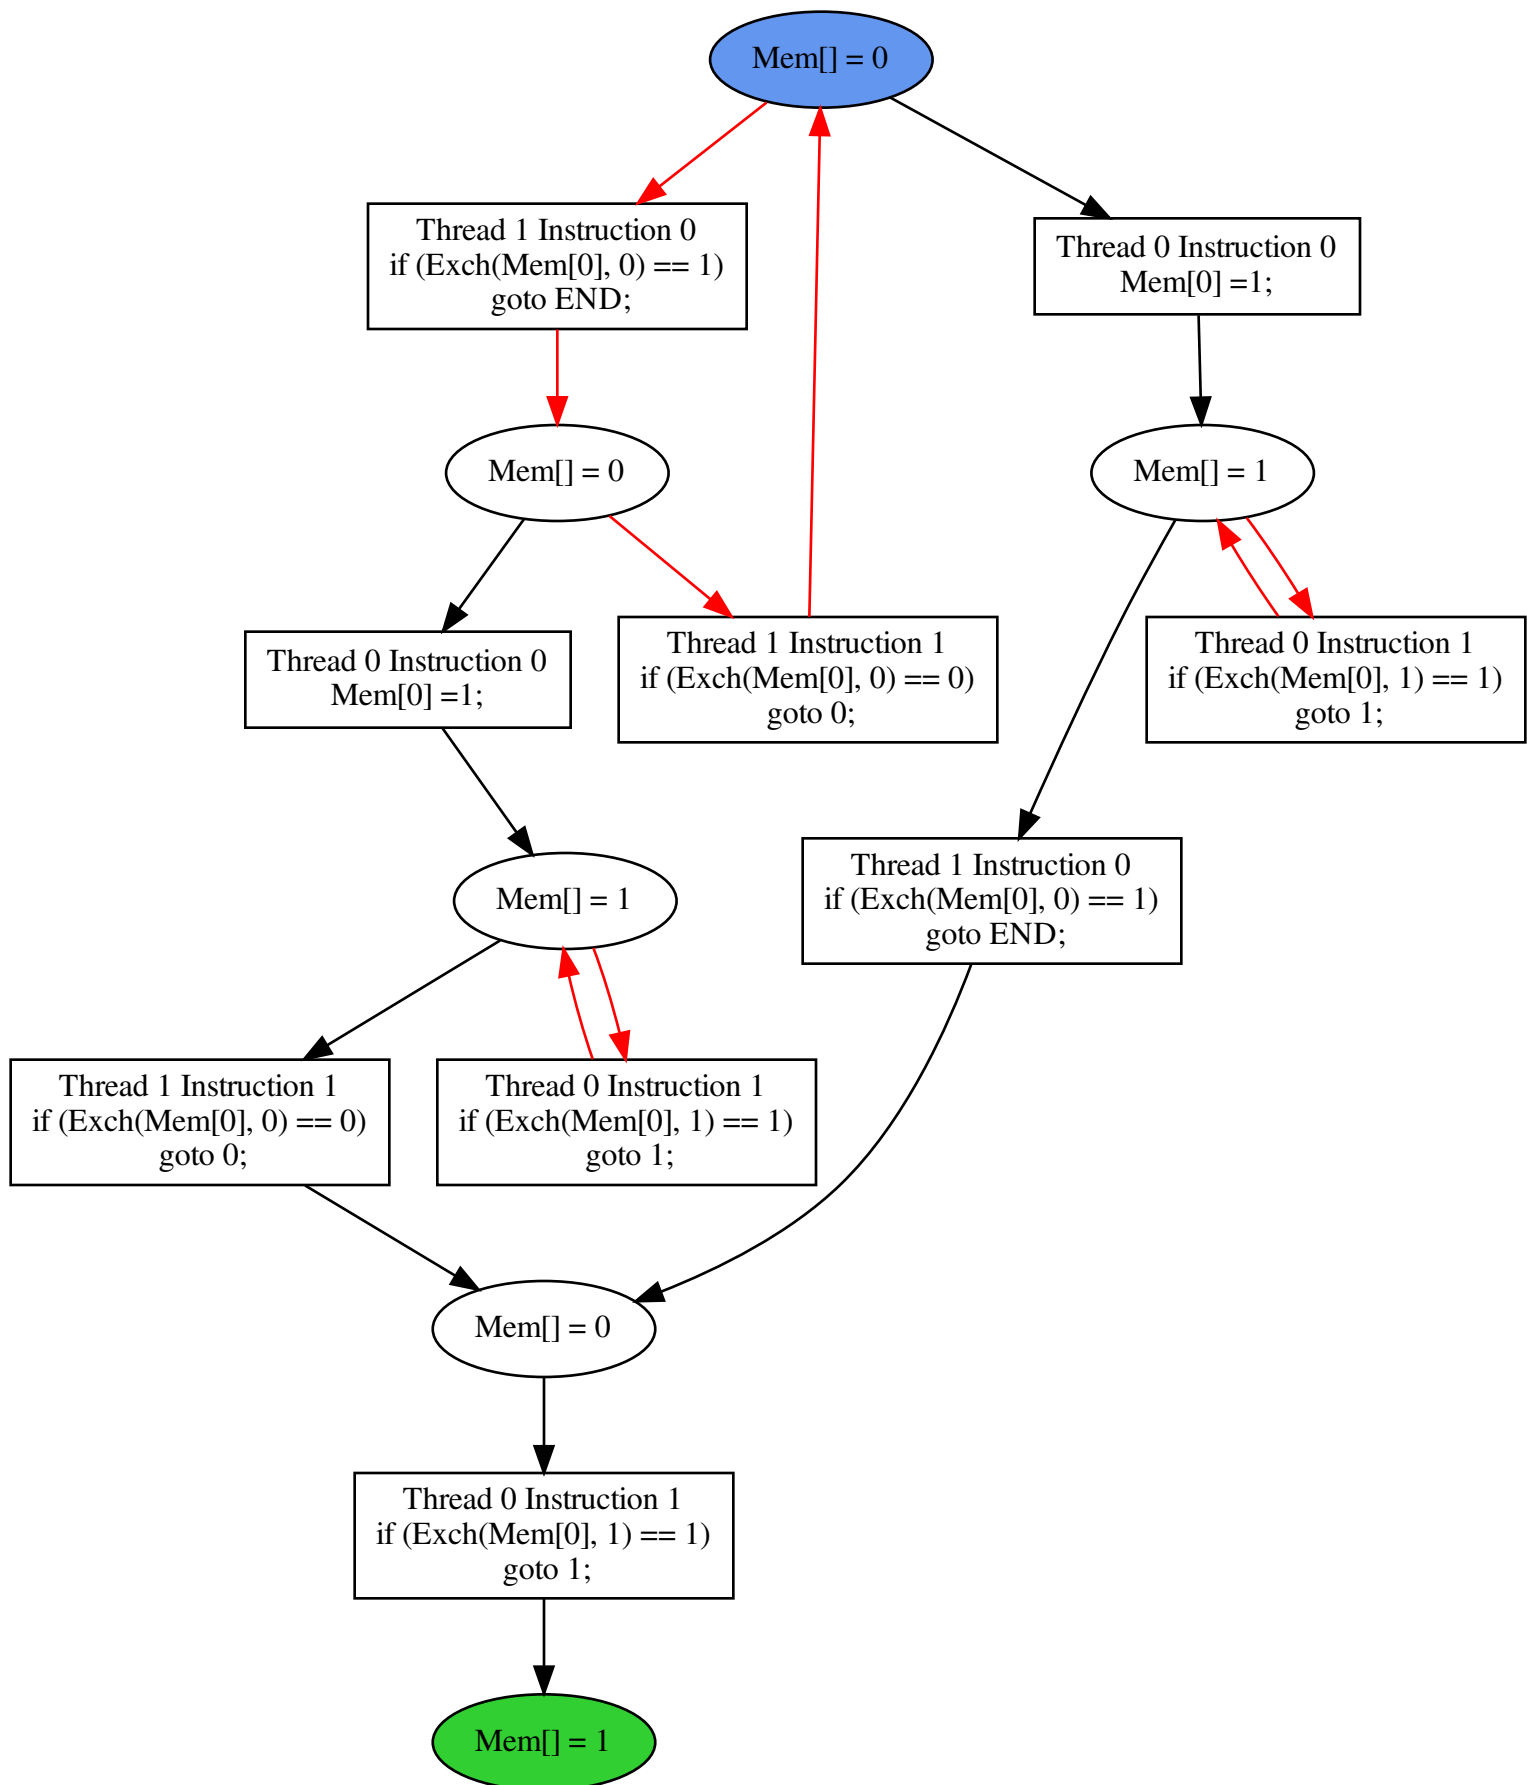 Mem[] = 0
Thread 1 Instruction 0
if (Exch(Mem[0], 0) == 1)
goto END;
Thread 0 Instruction 0
Mem[0] =1;
Mem[] = 0
Mem[] = 1
Thread 0 Instruction 0
Mem[0] =1;
Thread 1 Instruction 1
if (Exch(Mem[0], 0) == 0)
goto 0;
Thread 0 Instruction 1
if (Exch(Mem[0], 1) == 1)
goto 1;
Mem[] = 1
Thread 1 Instruction 0
if (Exch(Mem[0], 0) == 1)
goto END;
Thread 1 Instruction 1
if (Exch(Mem[0], 0) == 0)
goto 0;
Thread 0 Instruction 1
if (Exch(Mem[0], 1) == 1)
goto 1;
Mem[] = 0
Thread 0 Instruction 1
if (Exch(Mem[0], 1) == 1)
goto 1;
Mem[] = 1